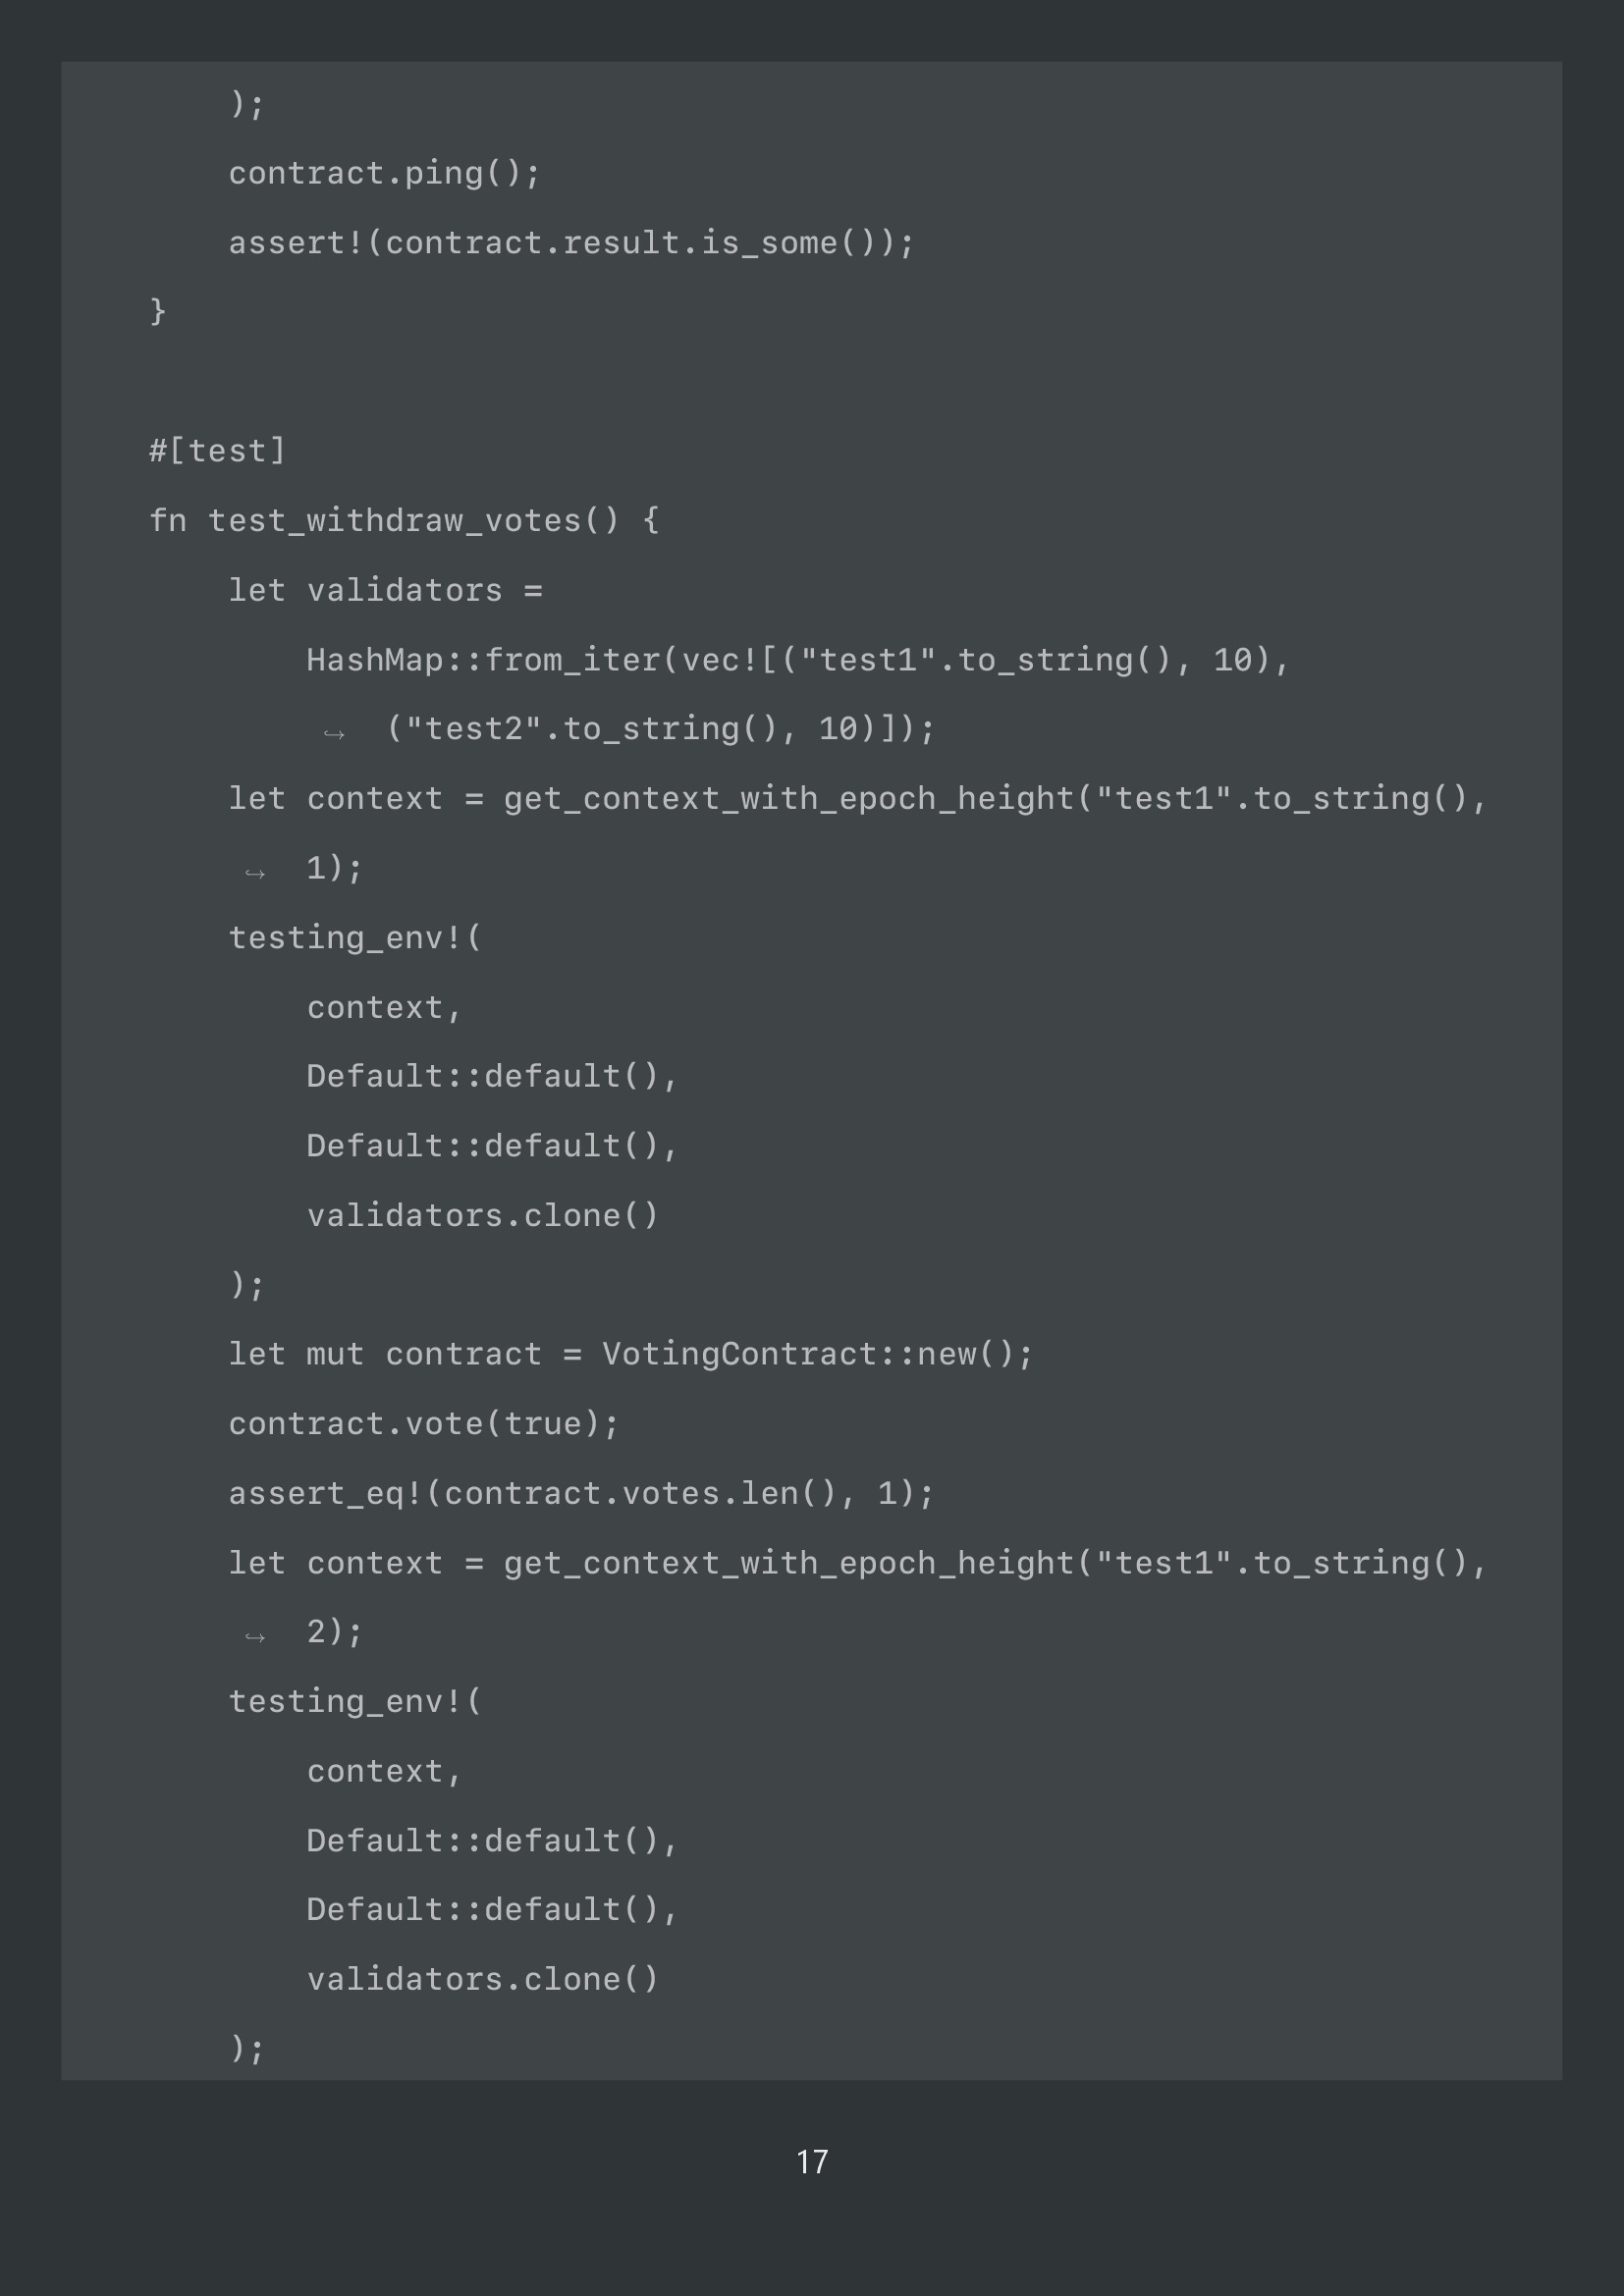 );
contract.ping();
assert!(contract.result.is_some());
}
#[test]
fn test_withdraw_votes() {
let validators =
HashMap::from_iter(vec![("test1".to_string(), 10),
↪ ("test2".to_string(), 10)]);
let context = get_context_with_epoch_height("test1".to_string(),
↪ 1);
testing_env!(
context,
Default::default(),
Default::default(),
validators.clone()
);
let mut contract = VotingContract::new();
contract.vote(true);
assert_eq!(contract.votes.len(), 1);
let context = get_context_with_epoch_height("test1".to_string(),
↪ 2);
testing_env!(
context,
Default::default(),
Default::default(),
validators.clone()
);
17